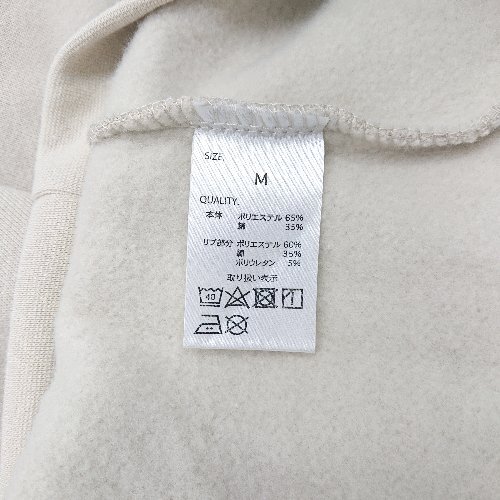 SIZE.
M
QUALITY.
本体 ポリエステル 65%
綿 35%
リブ部分 ポリエステル 60%
綿 35%
ポリウレタン 5%
取り扱い表示
40